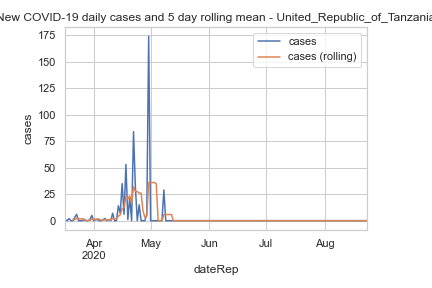 New COVID-19 daily cases and 5 day rolling mean - United_Republic_of_Tanzania
cases
cases (rolling)
175
150
125
100
75
50
25
0
cases
Apr
2020
May
Jun
Jul
Aug
dateRep